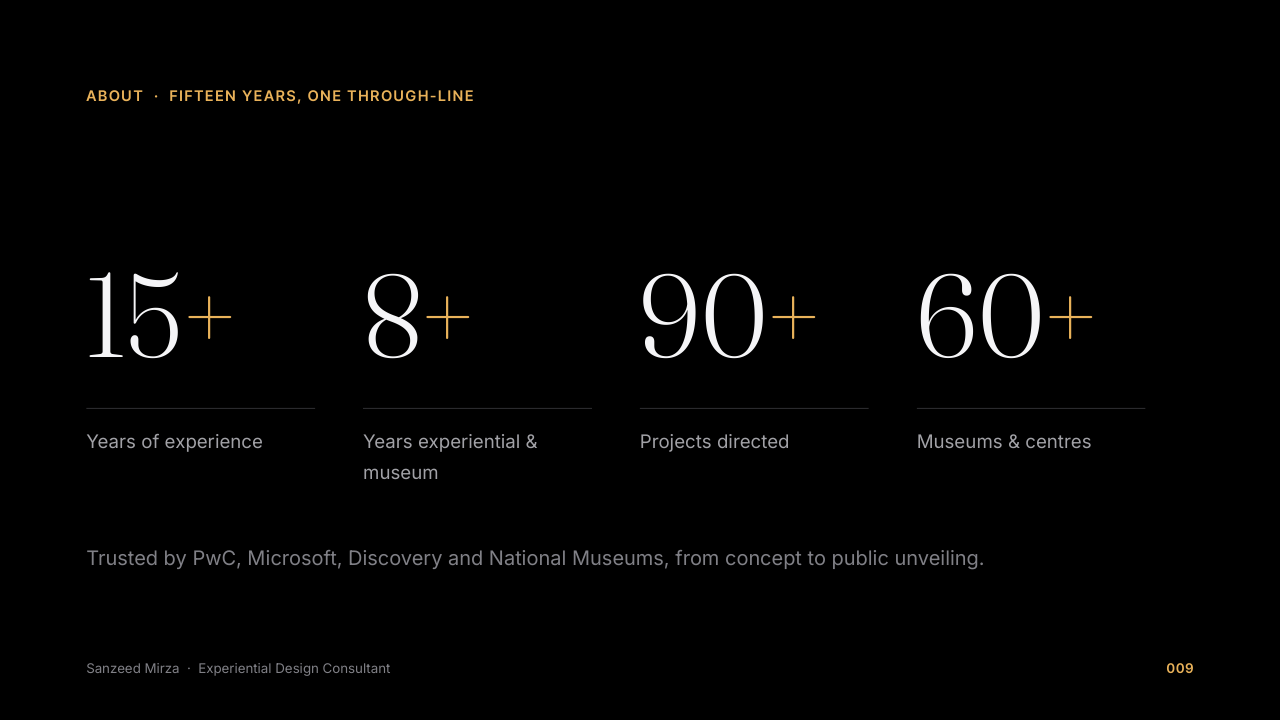 ABOUT · FIFTEEN YEARS, ONE THROUGH-LINE
15+
8+
90+
60+
Years of experience
Years experiential &
museum
Projects directed
Museums & centres
Trusted by PwC, Microsoft, Discovery and National Museums, from concept to public unveiling.
Sanzeed Mirza · Experiential Design Consultant
009